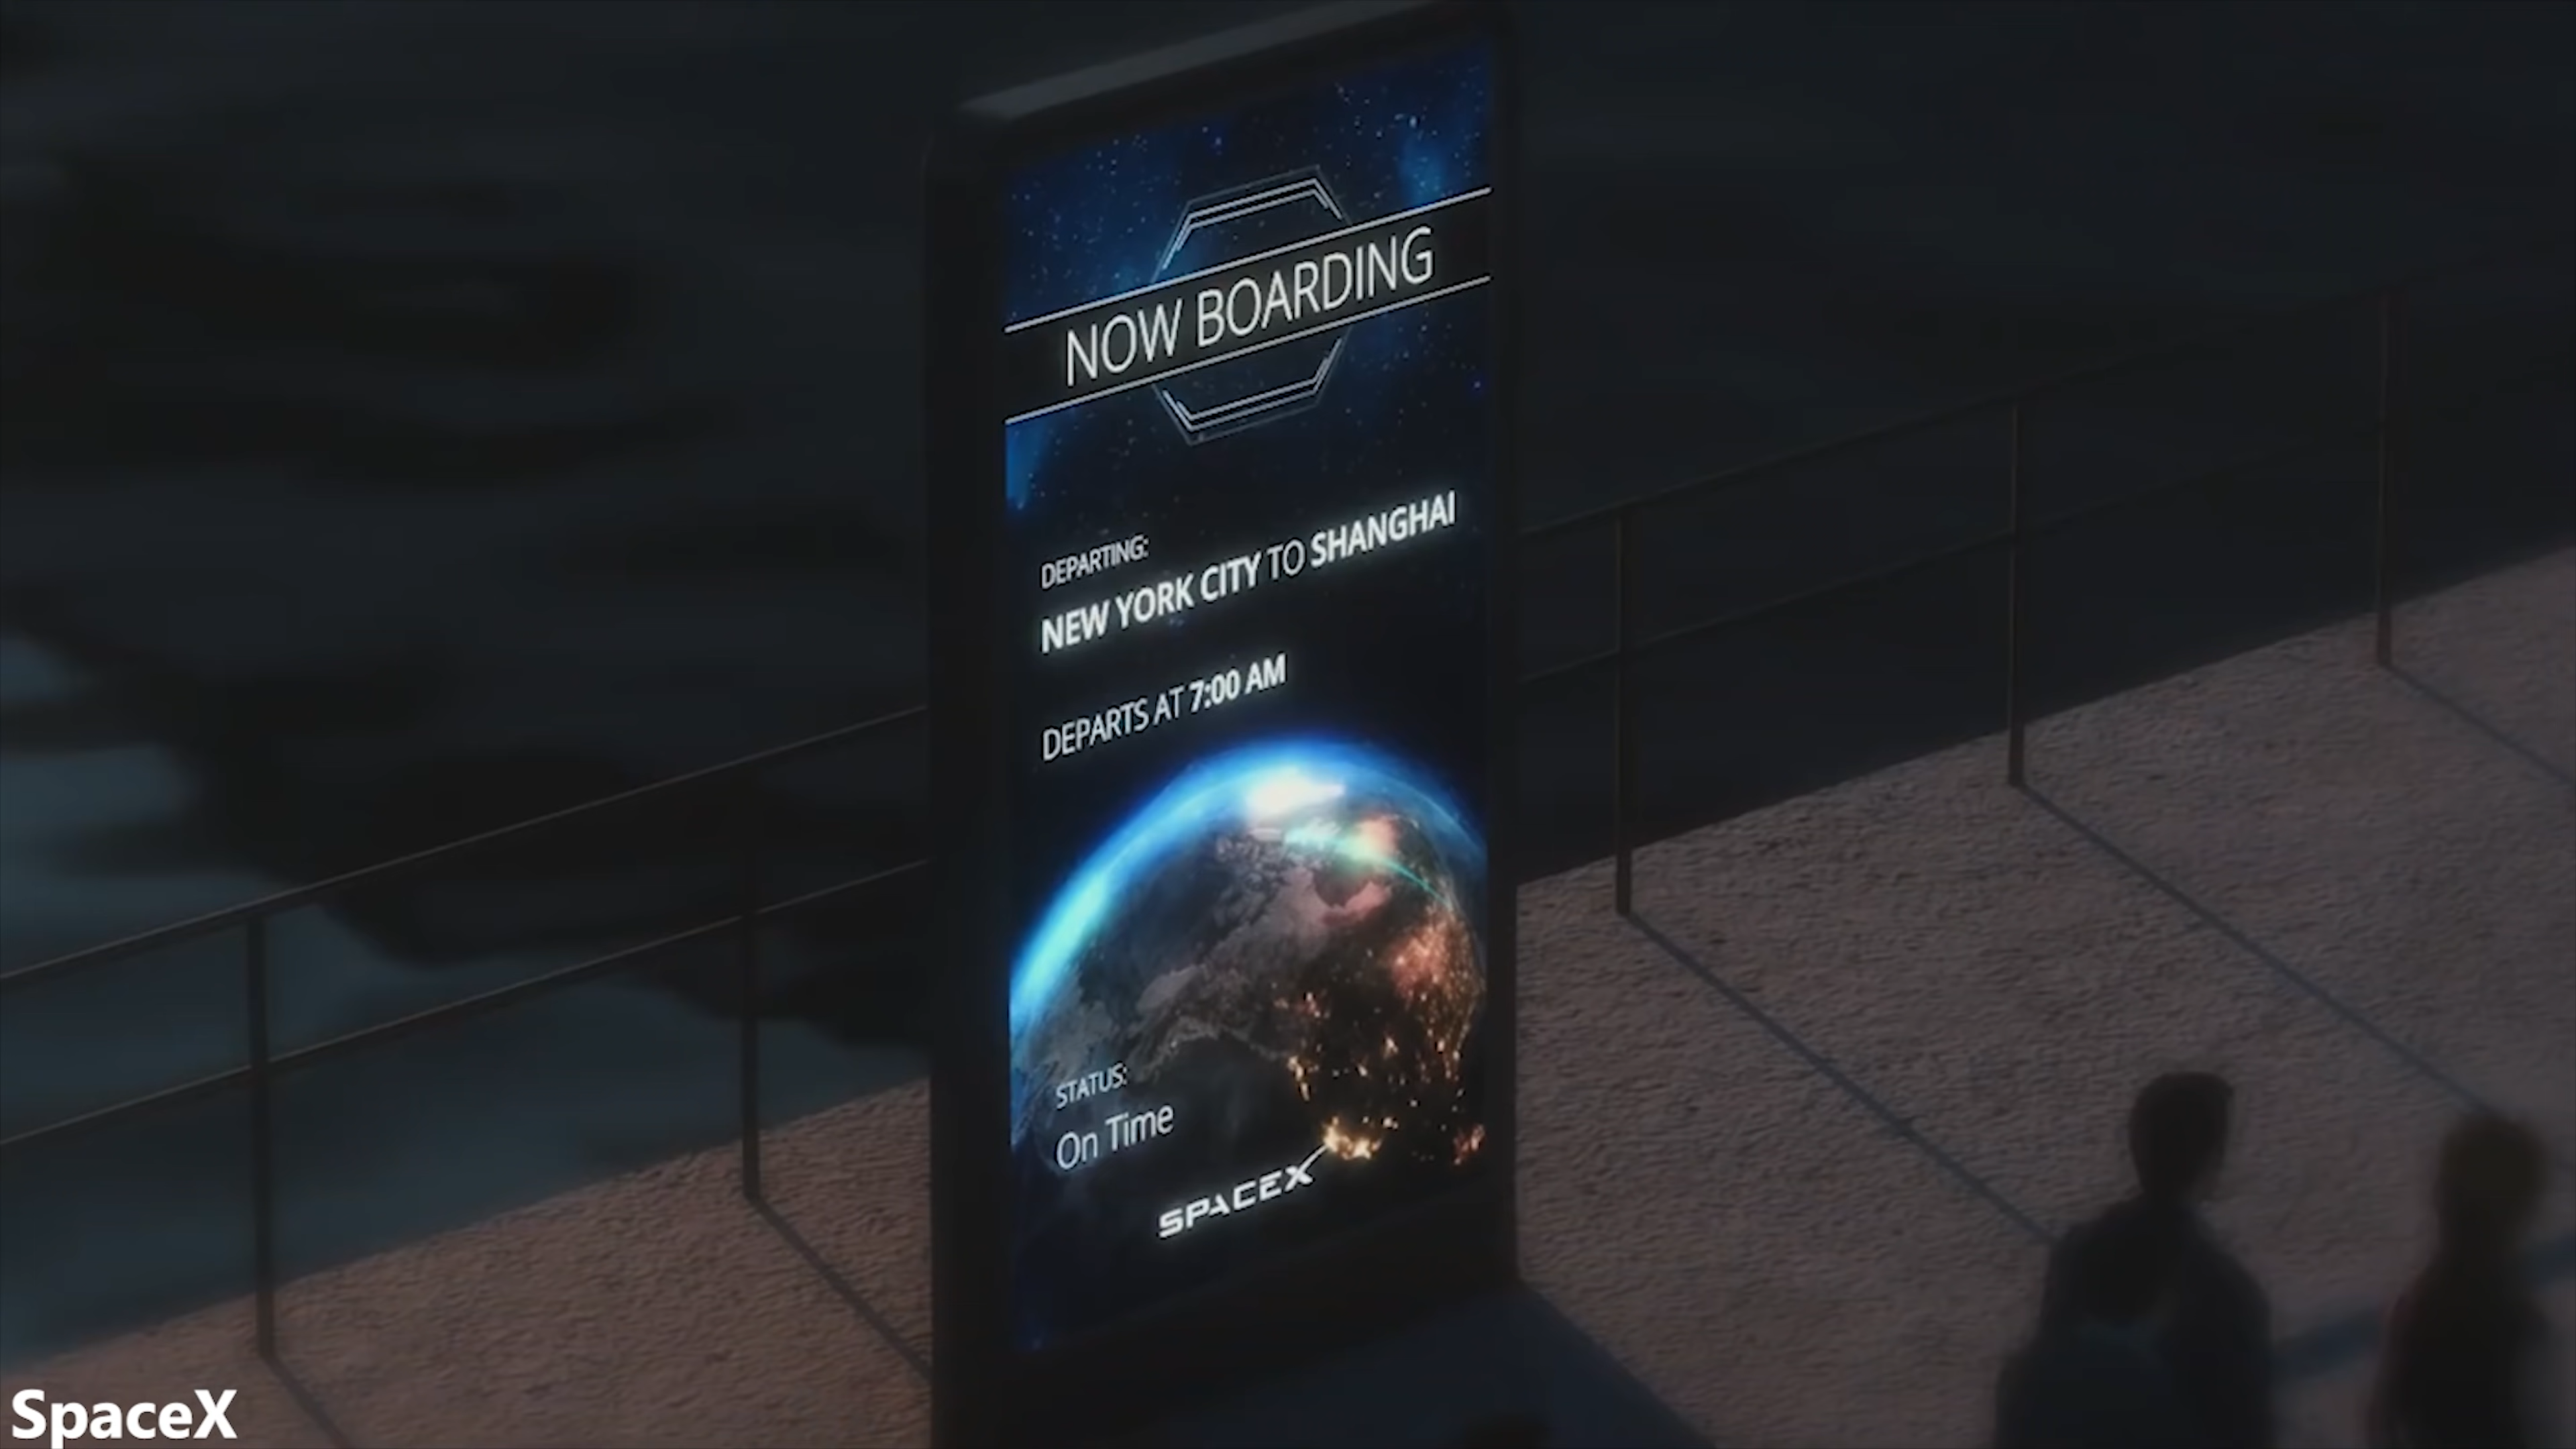 NOW BOARDING
DEPARTING:
NEW YORK CITY TO SHANGHAI
DEPARTS AT 7:00 AM
STATUS:
On Time
SPACEX
SpaceX